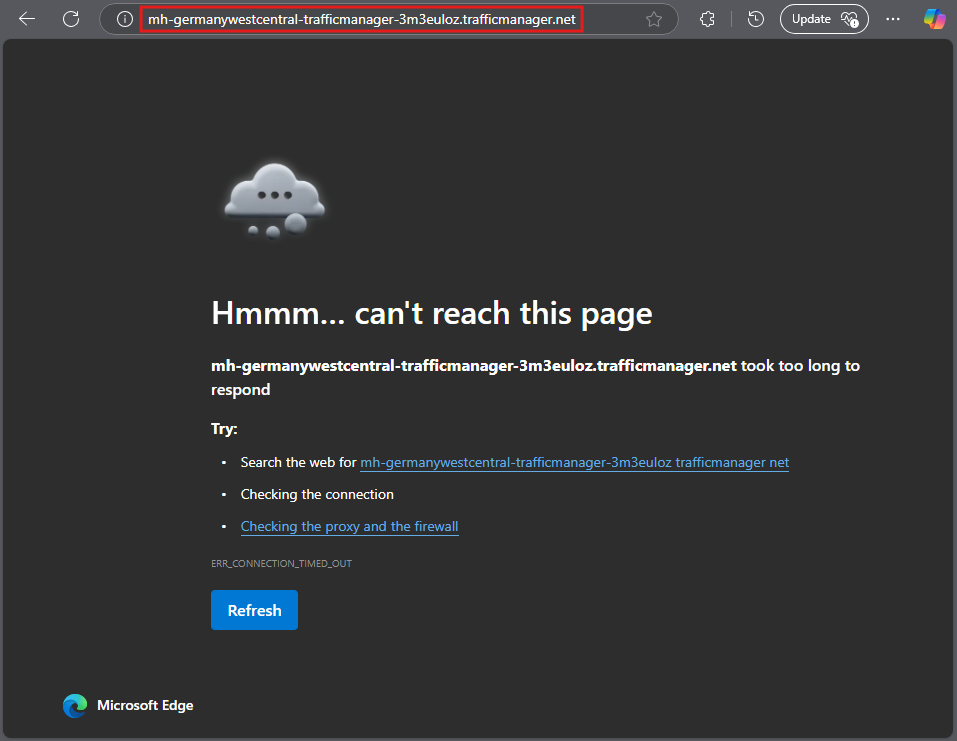 mh-germanywestcentral-trafficmanager-3m3euloz.trafficmanager.net
Update
Hmmm... can't reach this page
mh-germanywestcentral-trafficmanager-3m3euloz.trafficmanager.net took too long to
respond
Try:
• Search the web for mh-germanywestcentral-trafficmanager-3m3euloz trafficmanager net
• Checking the connection
• Checking the proxy and the firewall
ERR_CONNECTION_TIMED_OUT
Refresh
Microsoft Edge